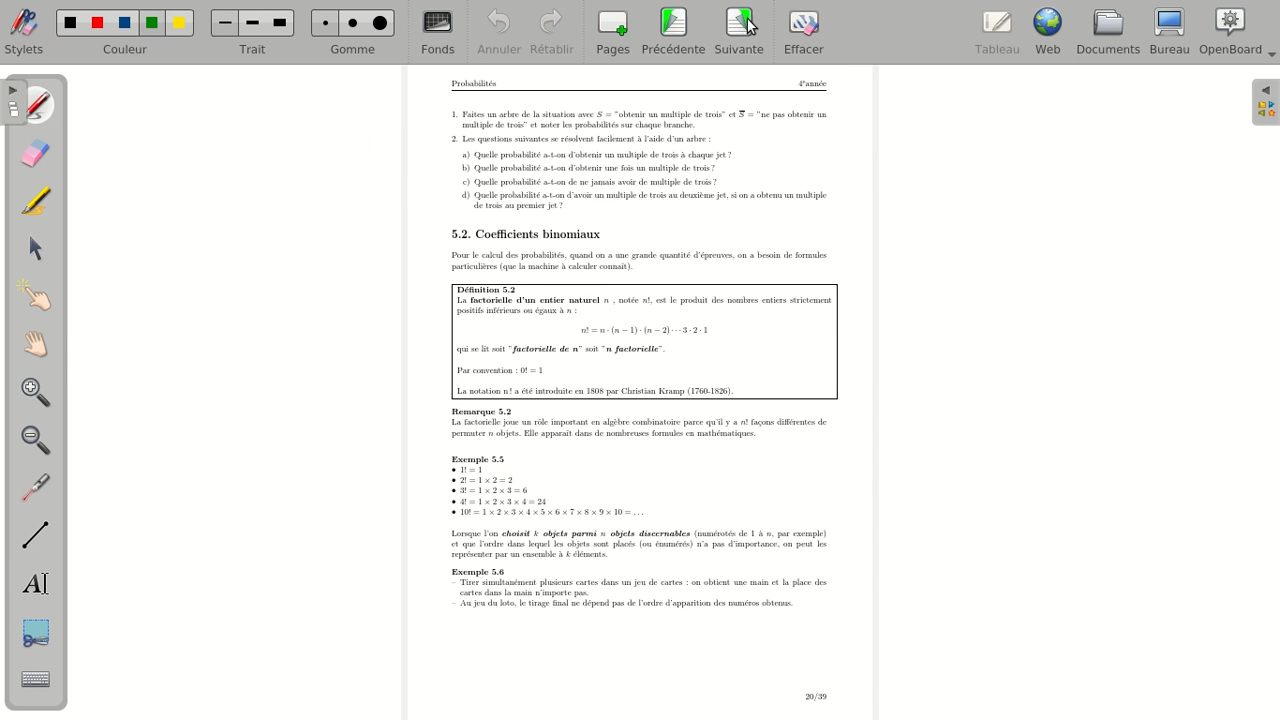 Stylets Couleur Trait Gomme Fonds Annuler Rétablir Pages Précédente Suivante Effacer Tableau Web Documents Bureau OpenBoard
Probabilités 4ᵉannée
1. Faites un arbre de la situation avec S = "obtenir un multiple de trois" et S̅ = "ne pas obtenir un
multiple de trois" et noter les probabilités sur chaque branche.
2. Les questions suivantes se résolvent facilement à l'aide d'un arbre :
a) Quelle probabilité a-t-on d'obtenir un multiple de trois à chaque jet ?
b) Quelle probabilité a-t-on d'obtenir une fois un multiple de trois ?
c) Quelle probabilité a-t-on de ne jamais avoir de multiple de trois ?
d) Quelle probabilité a-t-on d'avoir un multiple de trois au deuxième jet, si on a obtenu un multiple
de trois au premier jet ?
5.2. Coefficients binomiaux
Pour le calcul des probabilités, quand on a une grande quantité d'épreuves, on a besoin de formules
particulières (que la machine à calculer connaît).
Définition 5.2
La factorielle d'un entier naturel n , notée n!, est le produit des nombres entiers strictement
positifs inférieurs ou égaux à n :
n! = n · (n − 1) · (n − 2) · · · 3 · 2 · 1
qui se lit soit "factorielle de n" soit "n factorielle".
Par convention : 0! = 1
La notation n! a été introduite en 1808 par Christian Kramp (1760-1826).
Remarque 5.2
La factorielle joue un rôle important en algèbre combinatoire parce qu'il y a n! façons différentes de
permuter n objets. Elle apparaît dans de nombreuses formules en mathématiques.
Exemple 5.5
• 1! = 1
• 2! = 1 × 2 = 2
• 3! = 1 × 2 × 3 = 6
• 4! = 1 × 2 × 3 × 4 = 24
• 10! = 1 × 2 × 3 × 4 × 5 × 6 × 7 × 8 × 9 × 10 = . . .
Lorsque l'on choisit k objets parmi n objets discernables (numérotés de 1 à n, par exemple)
et que l'ordre dans lequel les objets sont placés (ou énumérés) n'a pas d'importance, on peut les
représenter par un ensemble à k éléments.
Exemple 5.6
– Tirer simultanément plusieurs cartes dans un jeu de cartes : on obtient une main et la place des
cartes dans la main n'importe pas.
– Au jeu du loto, le tirage final ne dépend pas de l'ordre d'apparition des numéros obtenus.
20/39